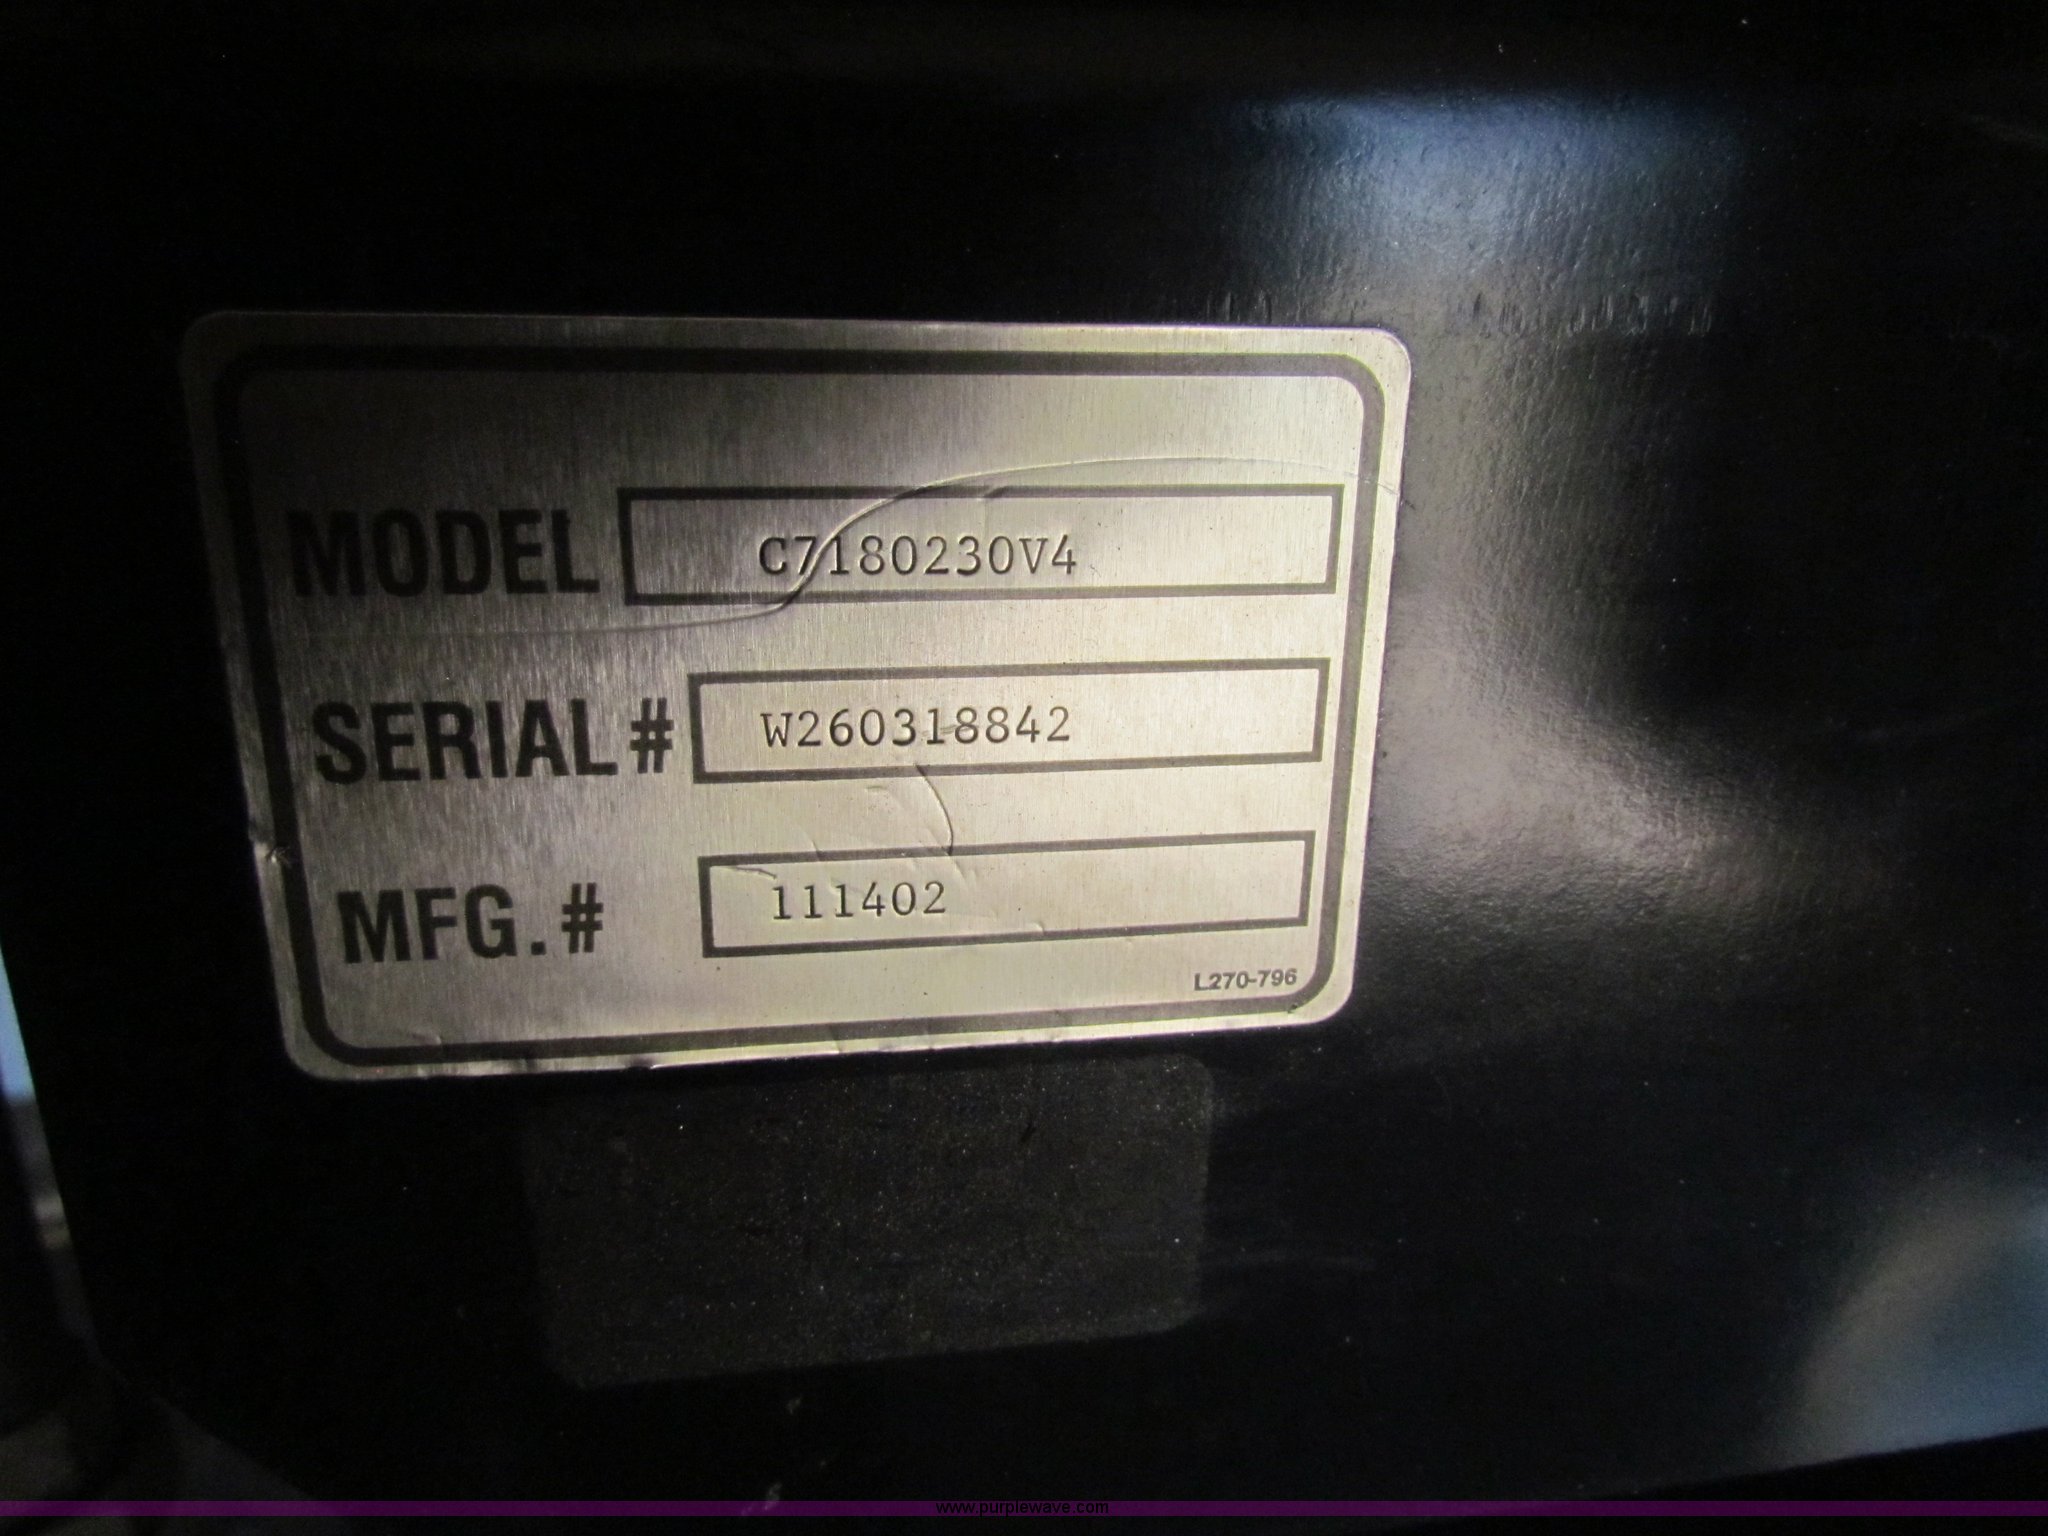 MODEL C7180230V4
SERIAL # W260318842
MFG. # 111402
L270-796
www.purplewave.com